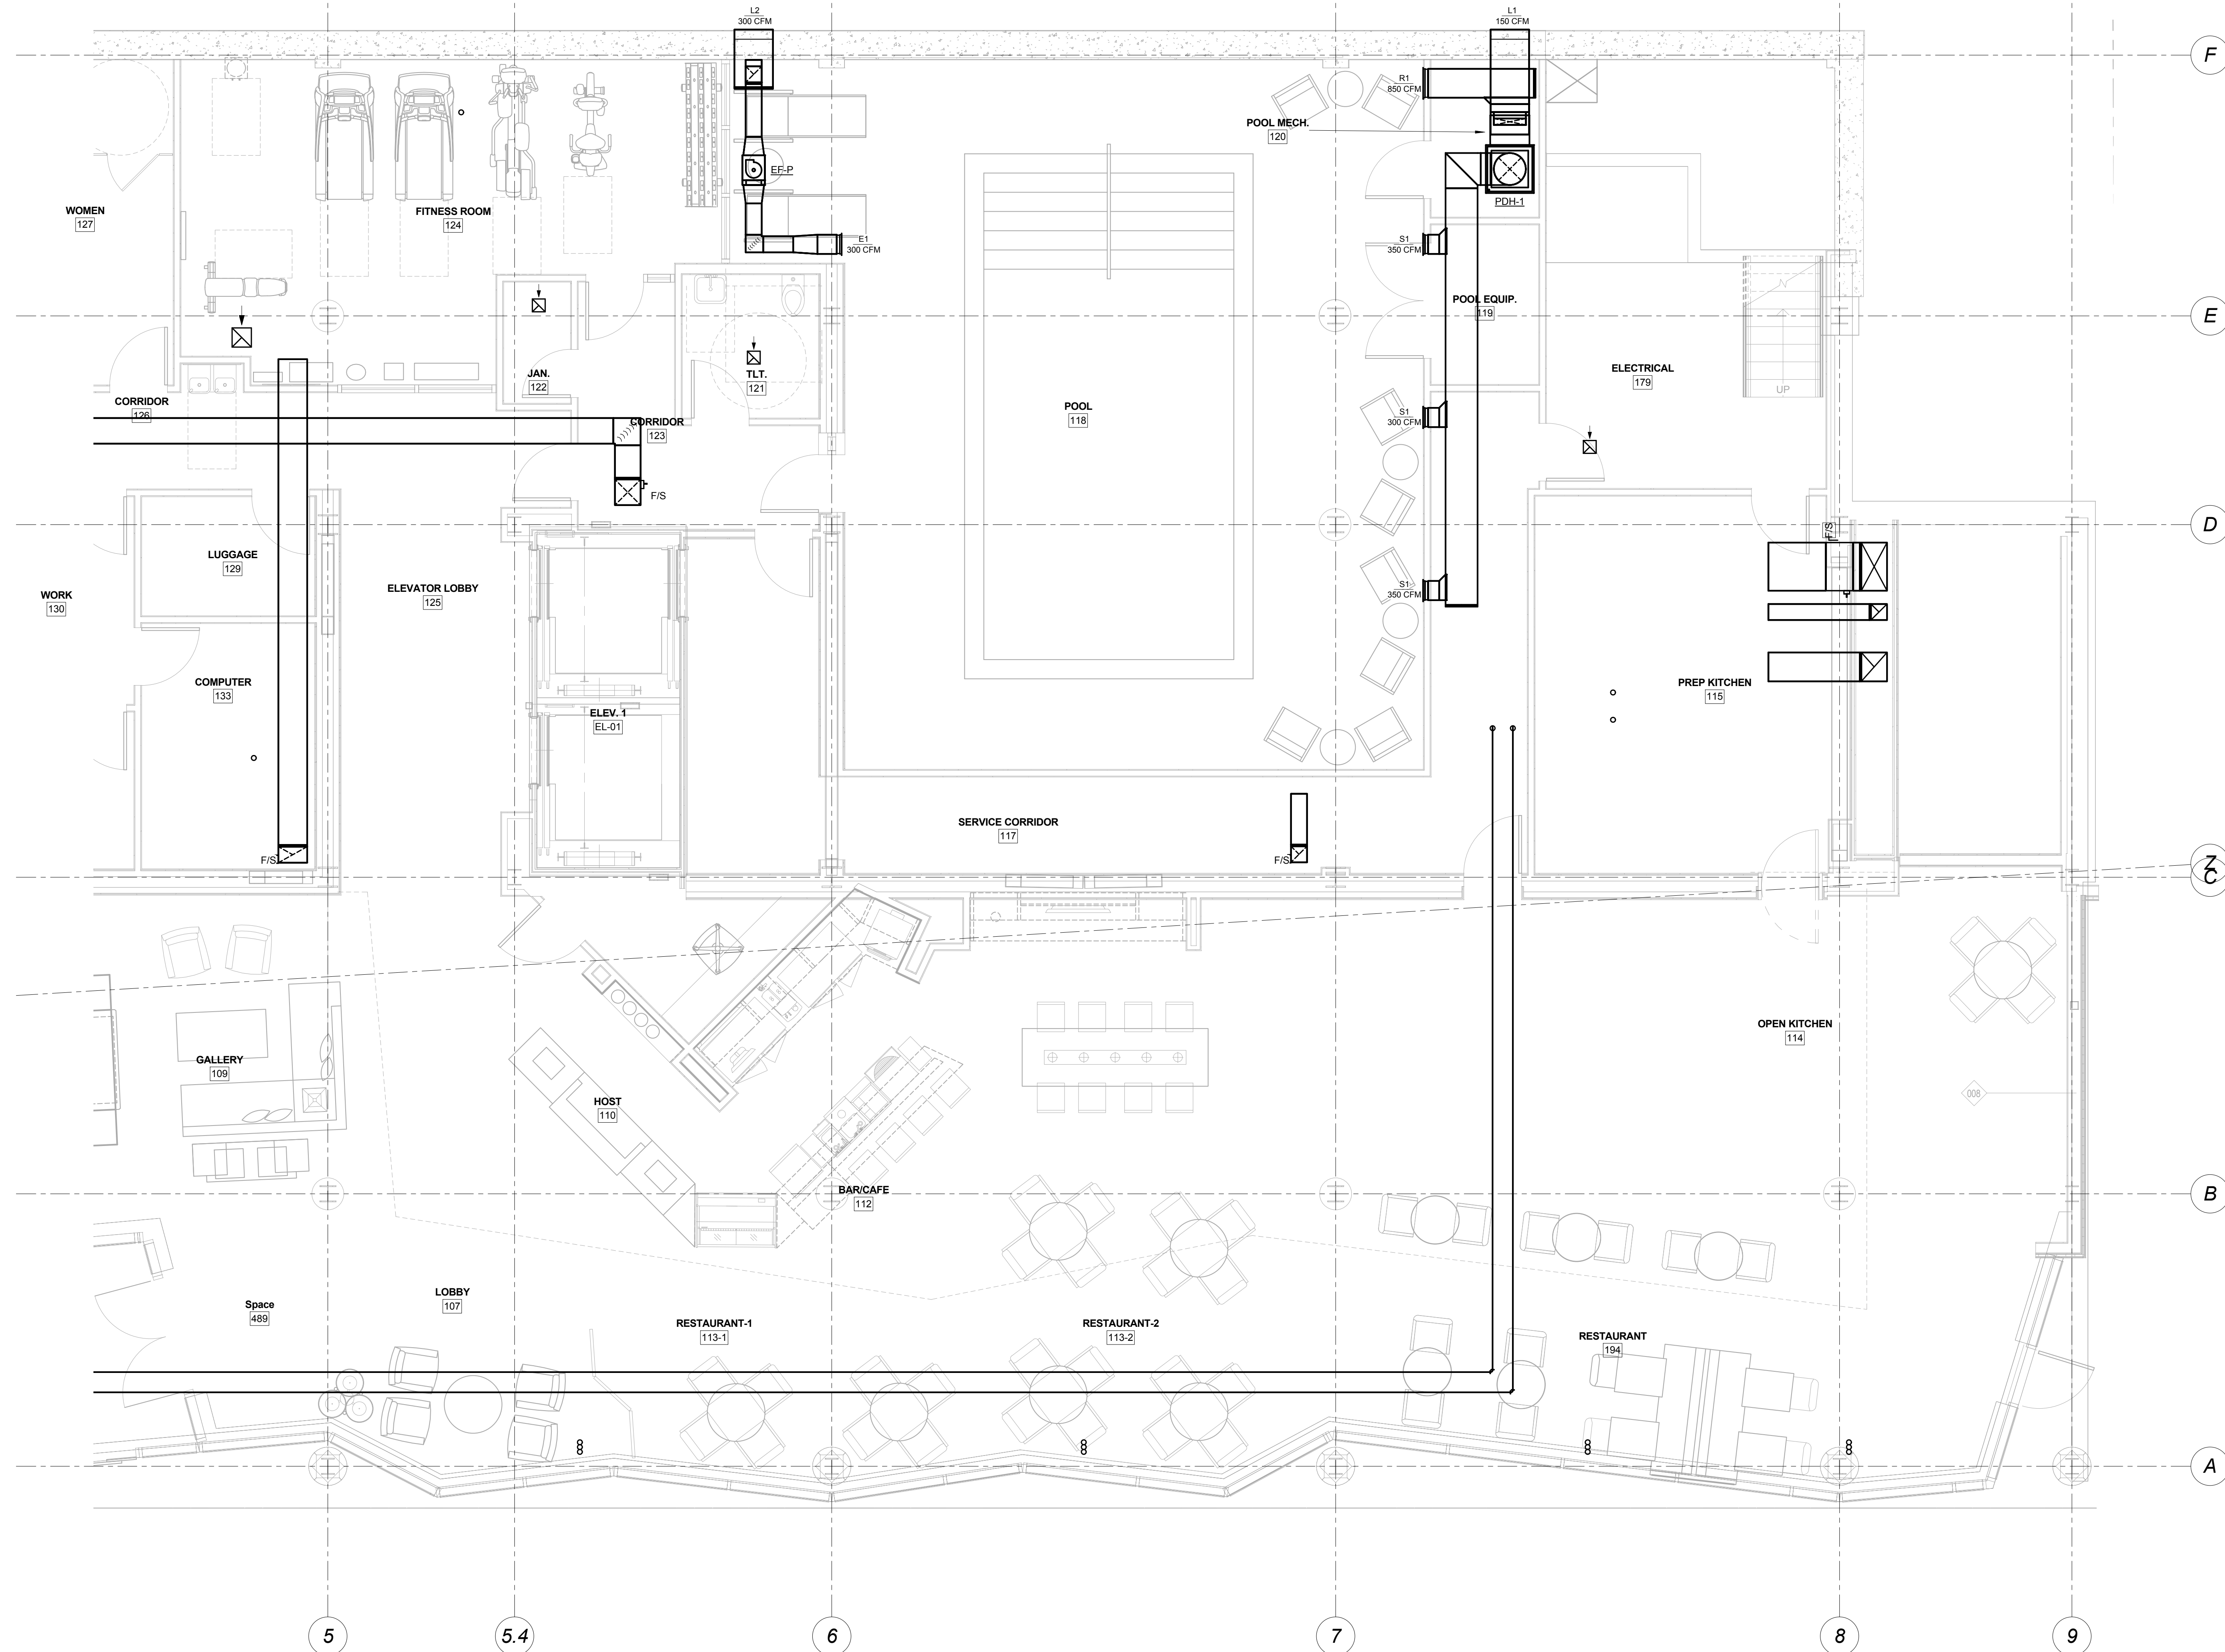 L2
300 CFM
L1
150 CFM
F
R1
850 CFM
POOL MECH.
120
EF-P
PDH-1
WOMEN
127
FITNESS ROOM
124
E1
300 CFM
S1
350 CFM
POOL EQUIP.
119
E
JAN.
122
TLT.
121
ELECTRICAL
179
UP
CORRIDOR
126
CORRIDOR
123
POOL
118
S1
300 CFM
F/S
D
F/S
LUGGAGE
129
WORK
130
ELEVATOR LOBBY
125
S1
350 CFM
COMPUTER
133
PREP KITCHEN
115
ELEV. 1
EL-01
SERVICE CORRIDOR
117
F/S
F/S
Z
C
OPEN KITCHEN
114
GALLERY
109
HOST
110
008
BAR/CAFE
112
B
Space
489
LOBBY
107
RESTAURANT-1
113-1
RESTAURANT-2
113-2
RESTAURANT
194
A
5
5.4
6
7
8
9